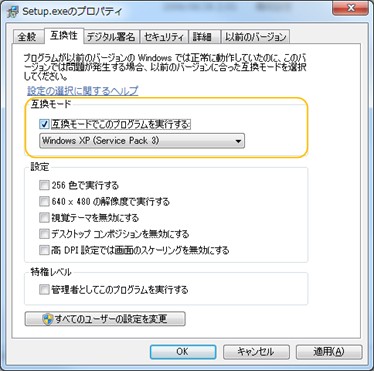 Setup.exeのプロパティ
全般 互換性 デジタル署名 セキュリティ 詳細 以前のバージョン
プログラムが以前のバージョンの Windows では正常に動作していたのに、このバ
ージョンでは問題が発生する場合、以前のバージョンに合った互換モードを選択
してください。
設定の選択に関するヘルプ
互換モード
互換モードでこのプログラムを実行する:
Windows XP (Service Pack 3)
設定
256 色で実行する
640 x 480 の解像度で実行する
視覚テーマを無効にする
デスクトップ コンポジションを無効にする
高 DPI 設定では画面のスケーリングを無効にする
特権レベル
管理者としてこのプログラムを実行する
すべてのユーザーの設定を変更
OK キャンセル 適用(A)